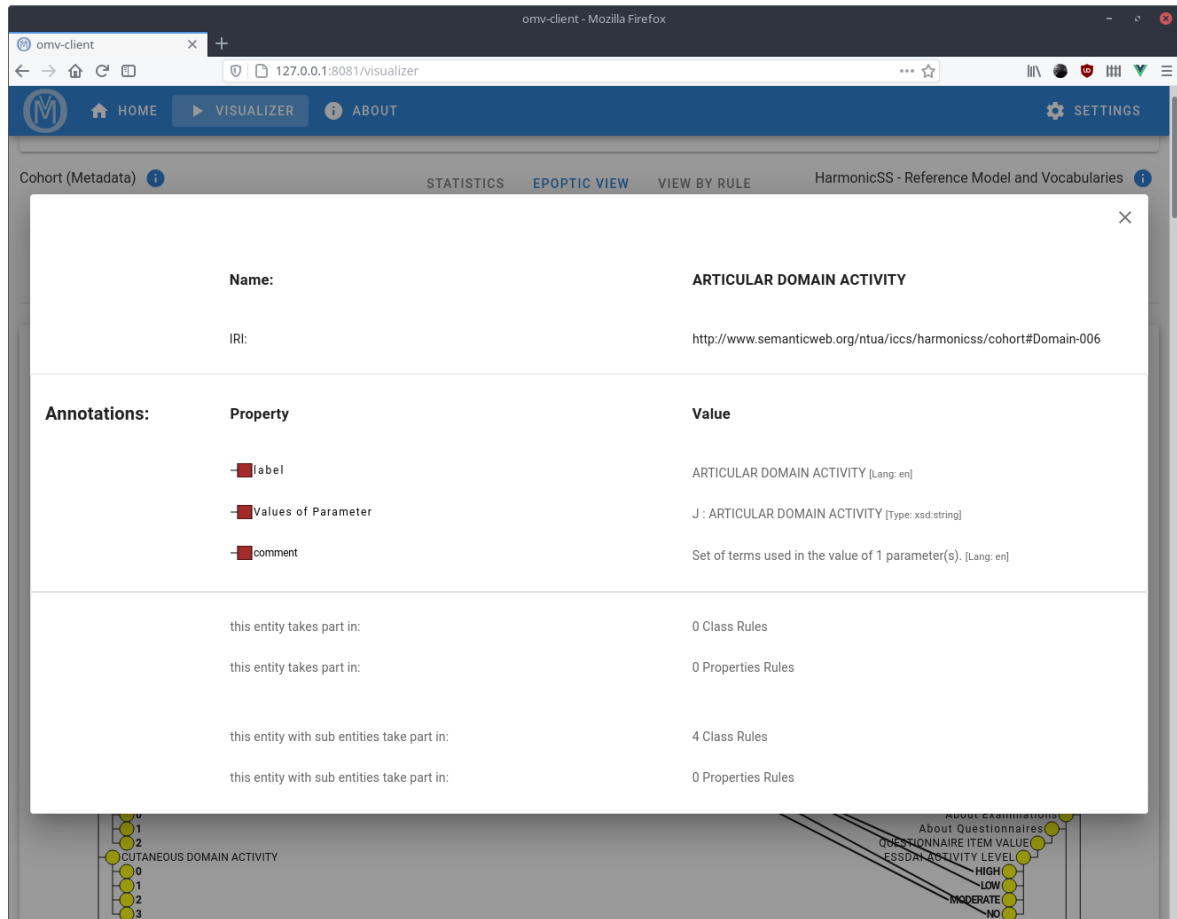 omv-client - Mozilla Firefox
omv-client
127.0.0.1:8081/visualizer
HOME
VISUALIZER
ABOUT
SETTINGS
Cohort (Metadata)
STATISTICS
EPOPTIC VIEW
VIEW BY RULE
HarmonicSS - Reference Model and Vocabularies
Name:
ARTICULAR DOMAIN ACTIVITY
IRI:
http://www.semanticweb.org/ntua/iccs/harmonicss/cohort#Domain-006
Annotations:
Property
Value
label
ARTICULAR DOMAIN ACTIVITY [Lang: en]
Values of Parameter
J : ARTICULAR DOMAIN ACTIVITY [Type: xsd:string]
comment
Set of terms used in the value of 1 parameter(s). [Lang: en]
this entity takes part in:
0 Class Rules
this entity takes part in:
0 Properties Rules
this entity with sub entities take part in:
4 Class Rules
this entity with sub entities take part in:
0 Properties Rules
0
About Examinations
1
About Questionnaires
2
QUESTIONNAIRE ITEM VALUE
CUTANEOUS DOMAIN ACTIVITY
ESSDAI ACTIVITY LEVEL
0
HIGH
1
LOW
2
MODERATE
3
NO